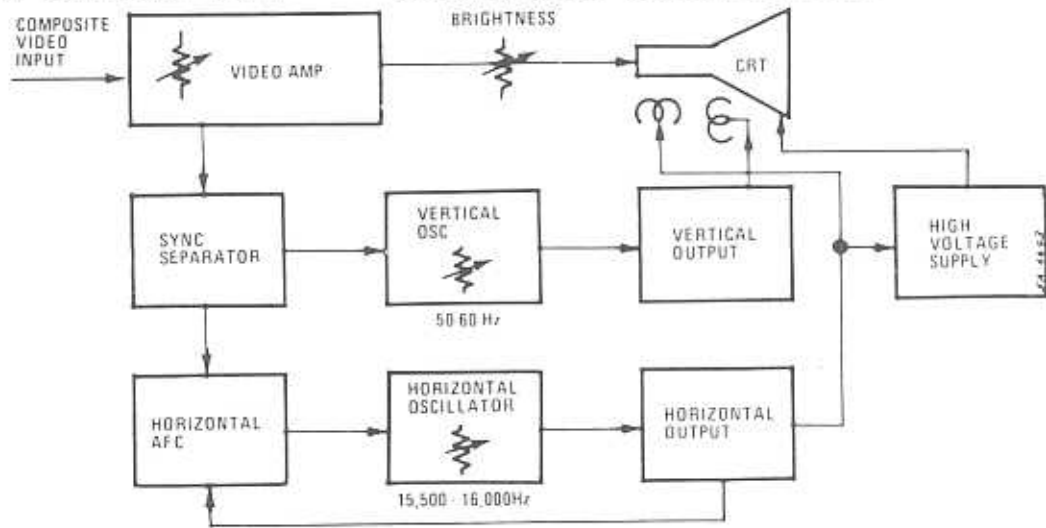 COMPOSITE
VIDEO
INPUT
VIDEO AMP
BRIGHTNESS
CRT
SYNC
SEPARATOR
VERTICAL
OSC
50-60 Hz
VERTICAL
OUTPUT
HIGH
VOLTAGE
SUPPLY
HORIZONTAL
AFC
HORIZONTAL
OSCILLATOR
15,500 - 16,000Hz
HORIZONTAL
OUTPUT